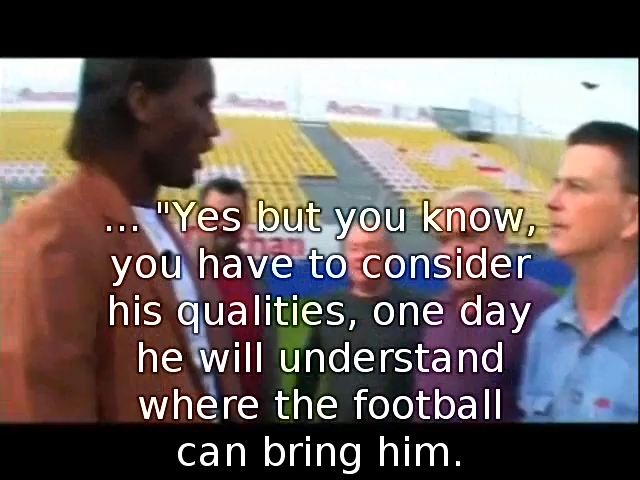 ... "Yes but you know,
you have to consider
his qualities, one day
he will understand
where the football
can bring him.